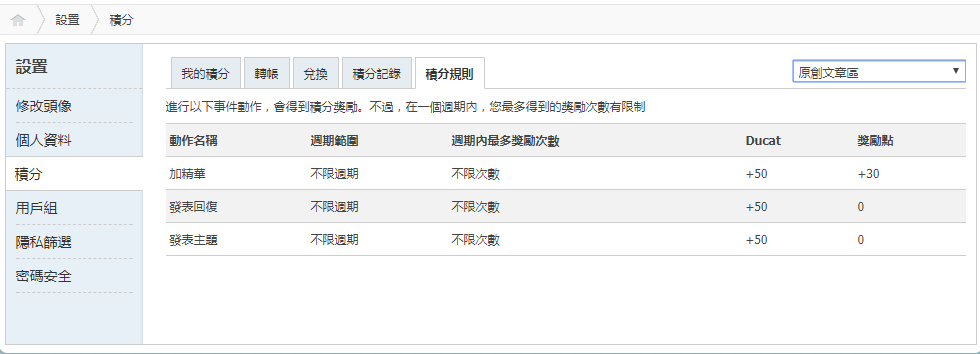 設置 積分
設置
修改頭像
個人資料
積分
用戶組
隱私篩選
密碼安全
我的積分 轉帳 兌換 積分記錄 積分規則 原創文章區
進行以下事件動作，會得到積分獎勵。不過，在一個週期內，您最多得到的獎勵次數有限制
動作名稱 週期範圍 週期內最多獎勵次數 Ducat 獎勵點
加精華 不限週期 不限次數 +50 +30
發表回復 不限週期 不限次數 +50 0
發表主題 不限週期 不限次數 +50 0